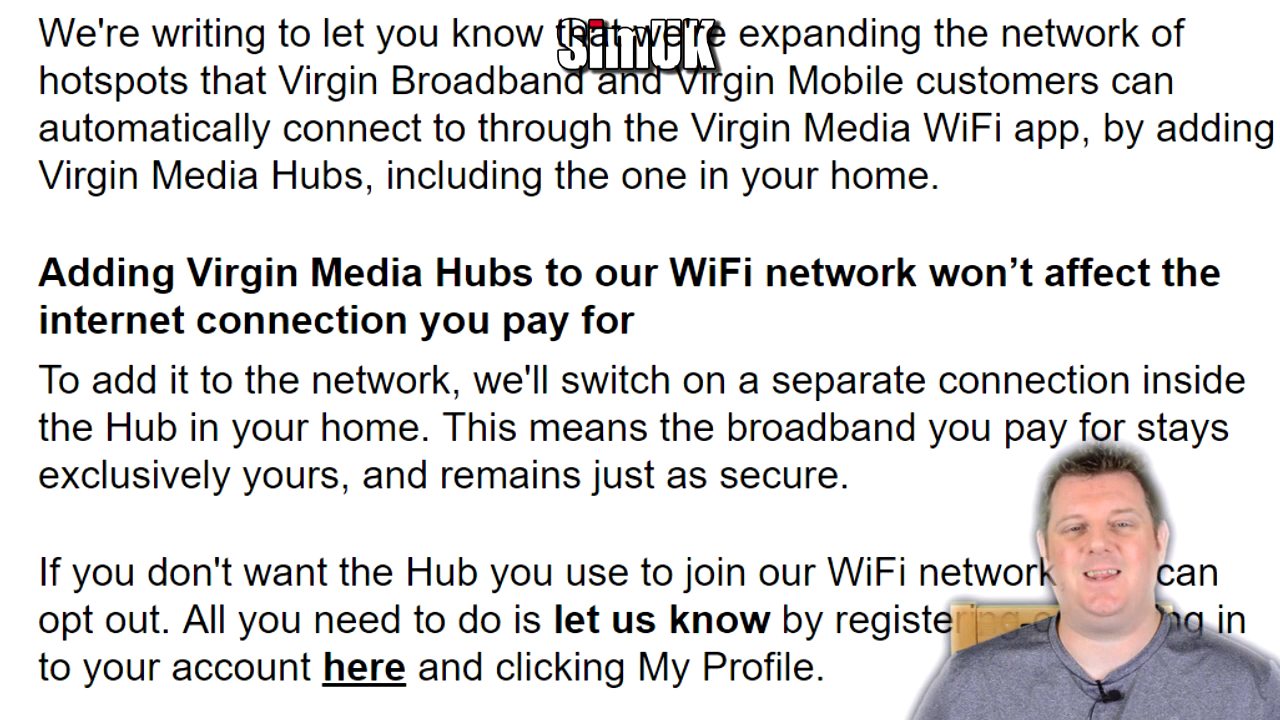 We're writing to let you know that we're expanding the network of
SimUK
hotspots that Virgin Broadband and Virgin Mobile customers can
automatically connect to through the Virgin Media WiFi app, by adding
Virgin Media Hubs, including the one in your home.
Adding Virgin Media Hubs to our WiFi network won’t affect the
internet connection you pay for
To add it to the network, we'll switch on a separate connection inside
the Hub in your home. This means the broadband you pay for stays
exclusively yours, and remains just as secure.
If you don't want the Hub you use to join our WiFi network can
opt out. All you need to do is let us know by registering in
to your account here and clicking My Profile.